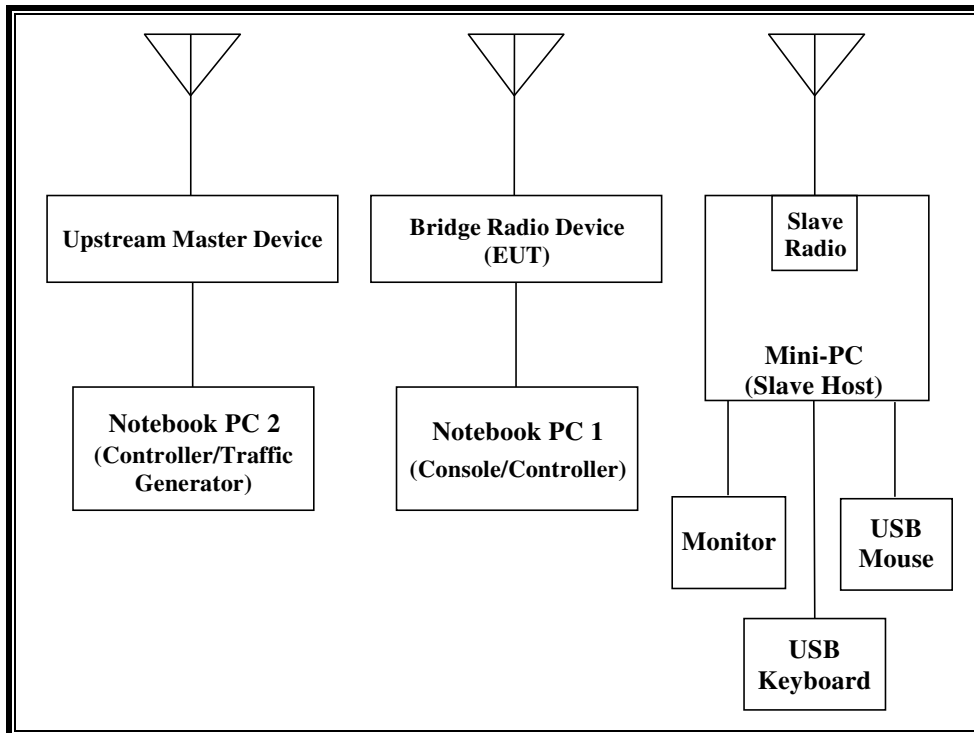 Upstream Master Device
Bridge Radio Device
(EUT)
Slave
Radio
Mini-PC
(Slave Host)
Notebook PC 2
(Controller/Traffic
Generator)
Notebook PC 1
(Console/Controller)
Monitor
USB
Mouse
USB
Keyboard